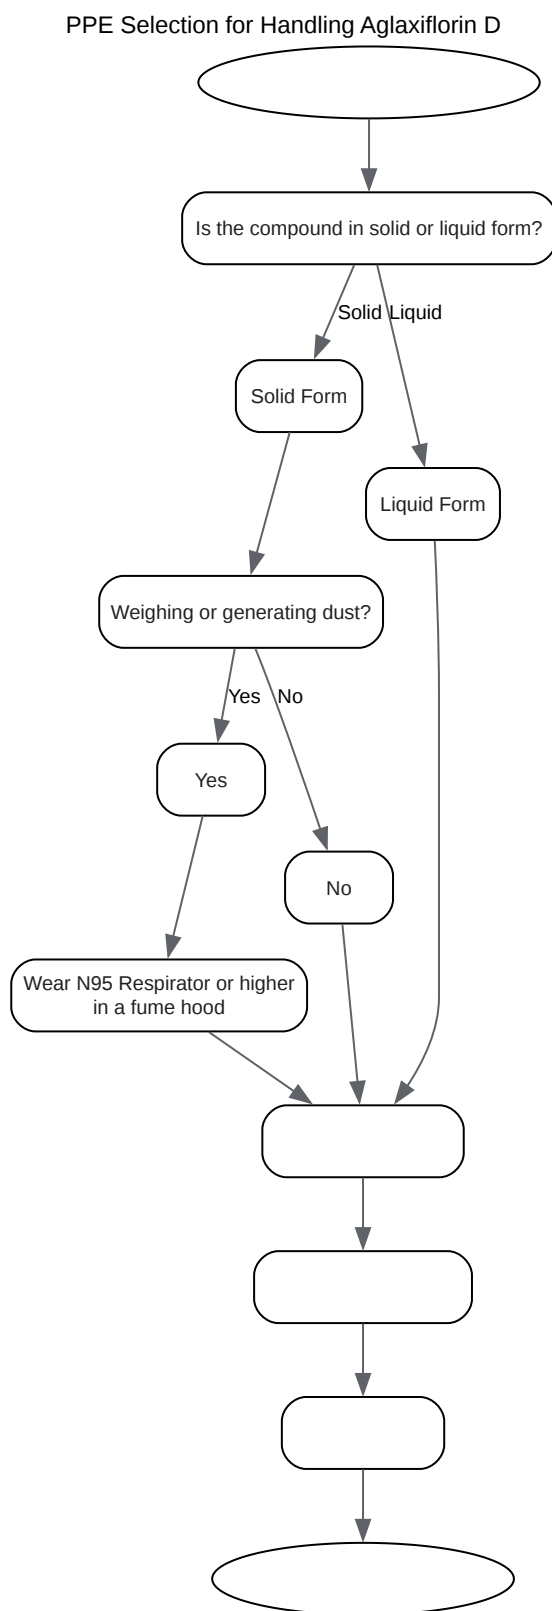 PPE Selection for Handling Aglaxiflorin D
Is the compound in solid or liquid form?
Solid
Liquid
Solid Form
Liquid Form
Weighing or generating dust?
Yes
No
Yes
No
Wear N95 Respirator or higher
in a fume hood